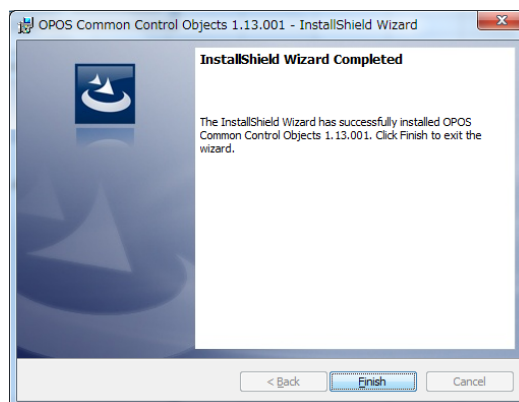 OPOS Common Control Objects 1.13.001 - InstallShield Wizard
InstallShield Wizard Completed
The InstallShield Wizard has successfully installed OPOS
Common Control Objects 1.13.001. Click Finish to exit the
wizard.
< Back
Finish
Cancel